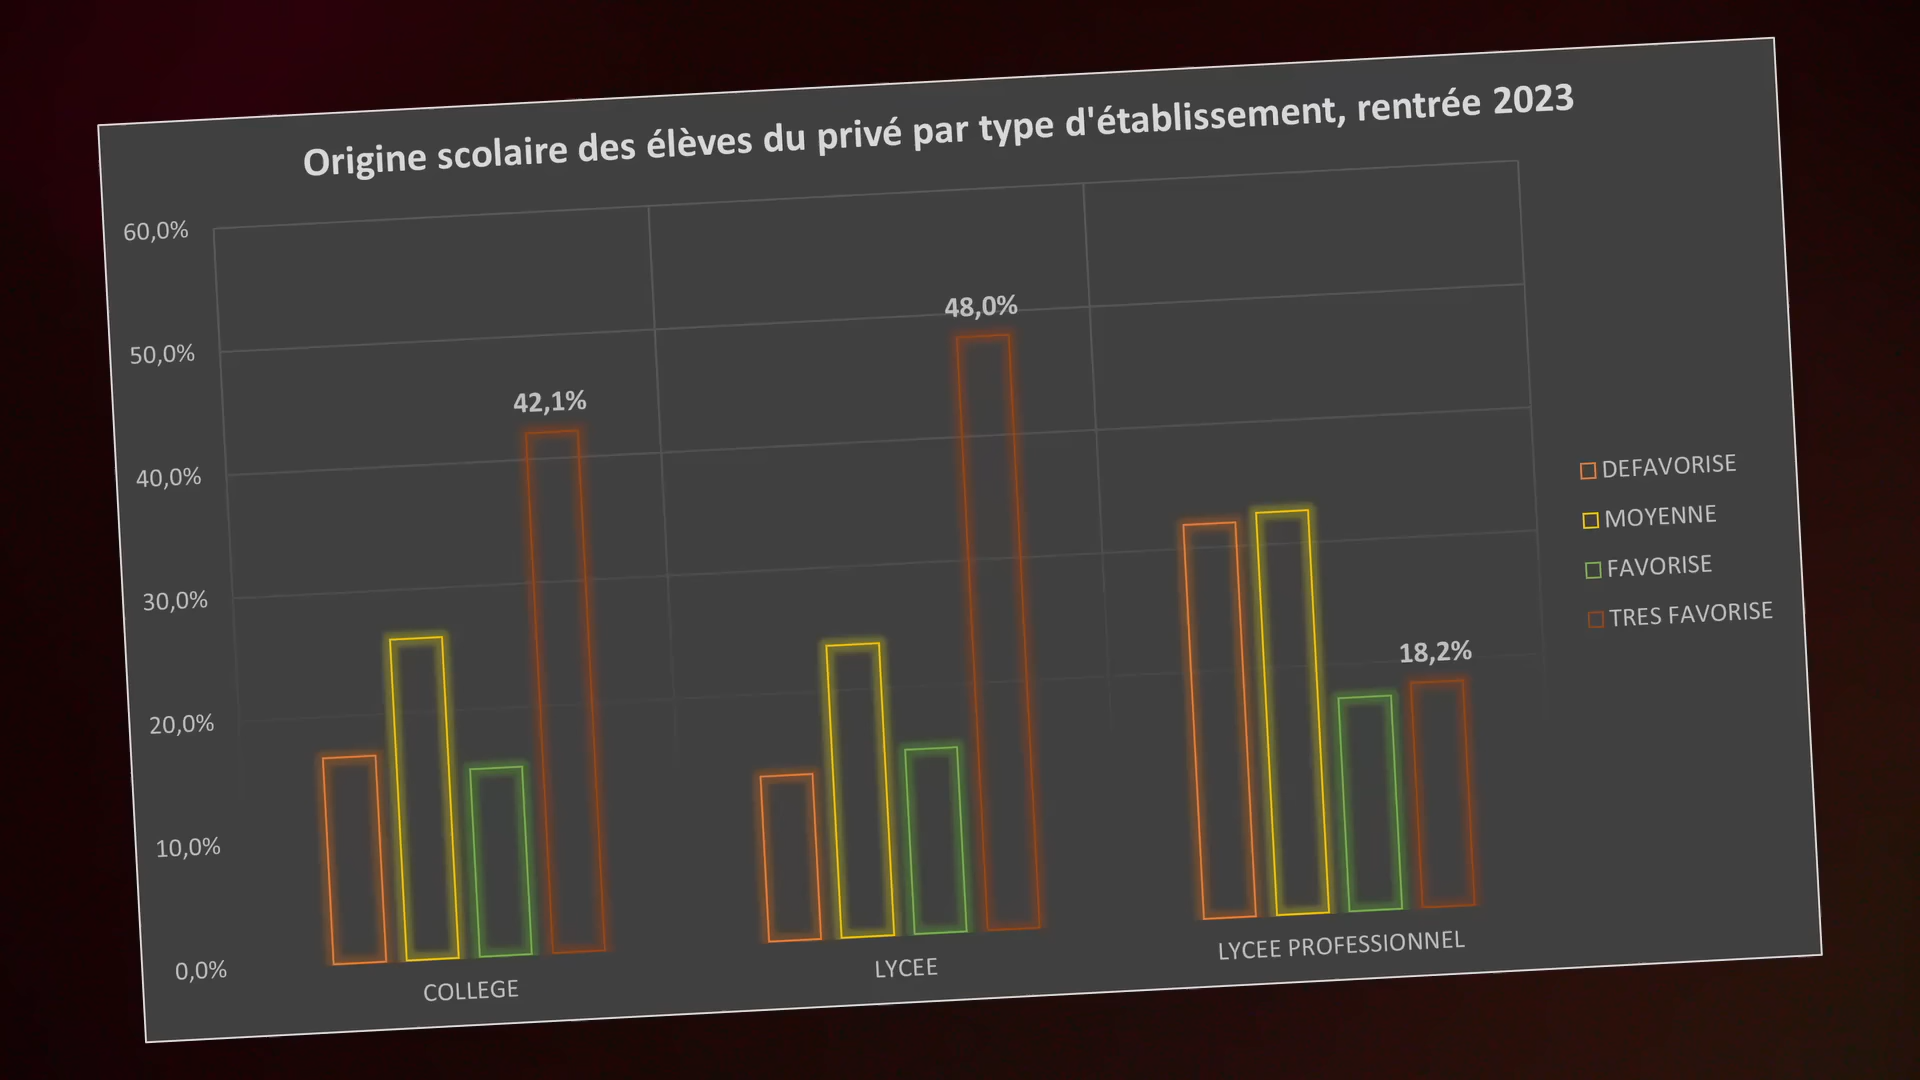 Origine scolaire des élèves du privé par type d'établissement, rentrée 2023
60,0%
50,0%
40,0%
30,0%
20,0%
10,0%
0,0%
42,1%
48,0%
18,2%
COLLEGE
LYCEE
LYCEE PROFESSIONNEL
DEFAVORISE
MOYENNE
FAVORISE
TRES FAVORISE